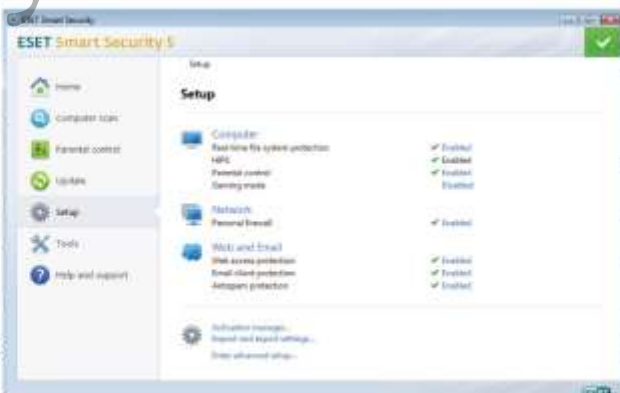 ESET Smart Security
ESET Smart Security 5
Setup
Home
Computer scan
Parental control
Update
Setup
Tools
Help and support
Setup
Computer
Real-time file system protection Enabled
HIPS Enabled
Parental control Enabled
Gaming mode Disabled
Network
Personal firewall Enabled
Web and Email
Web access protection Enabled
Email client protection Enabled
Antispam protection Enabled
Activation manager...
Import and export settings...
Enter advanced setup...